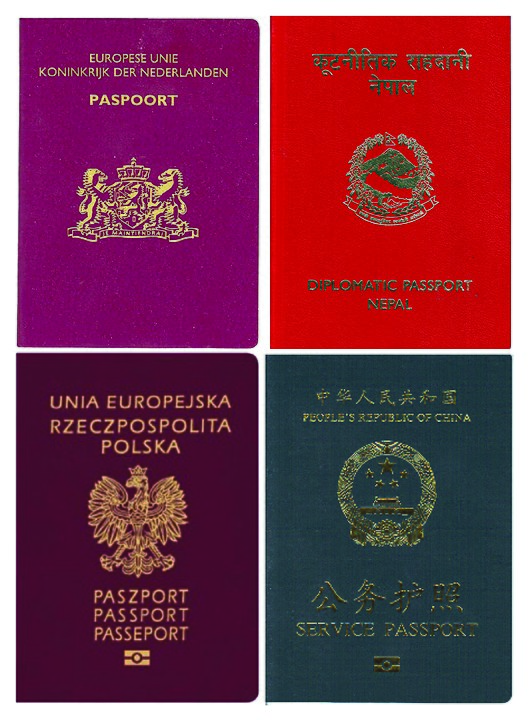 EUROPESE UNIE
KONINKRIJK DER NEDERLANDEN
PASPOORT
MAINTIENDRAI
कूटनीतिक राहदानी
नेपाल
DIPLOMATIC PASSPORT
NEPAL
UNIA EUROPEJSKA
RZECZPOSPOLITA
POLSKA
PASZPORT
PASSPORT
PASSEPORT
中华人民共和国
PEOPLE'S REPUBLIC OF CHINA
公务护照
SERVICE PASSPORT